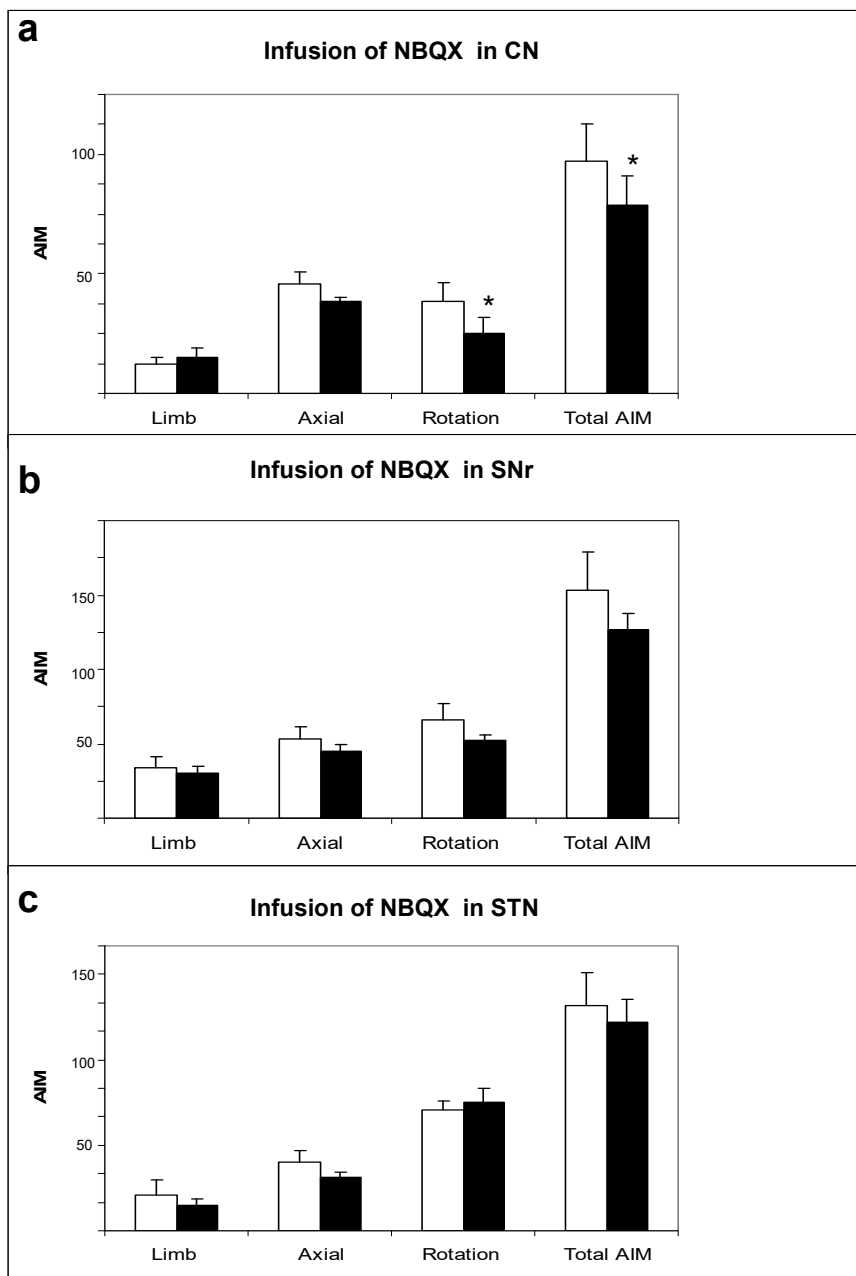 a
Infusion of NBQX in CN
100
*
50
*
AIM
Limb Axial Rotation Total AIM
b
Infusion of NBQX in SNr
150
100
50
AIM
Limb Axial Rotation Total AIM
c
Infusion of NBQX in STN
150
100
50
AIM
Limb Axial Rotation Total AIM